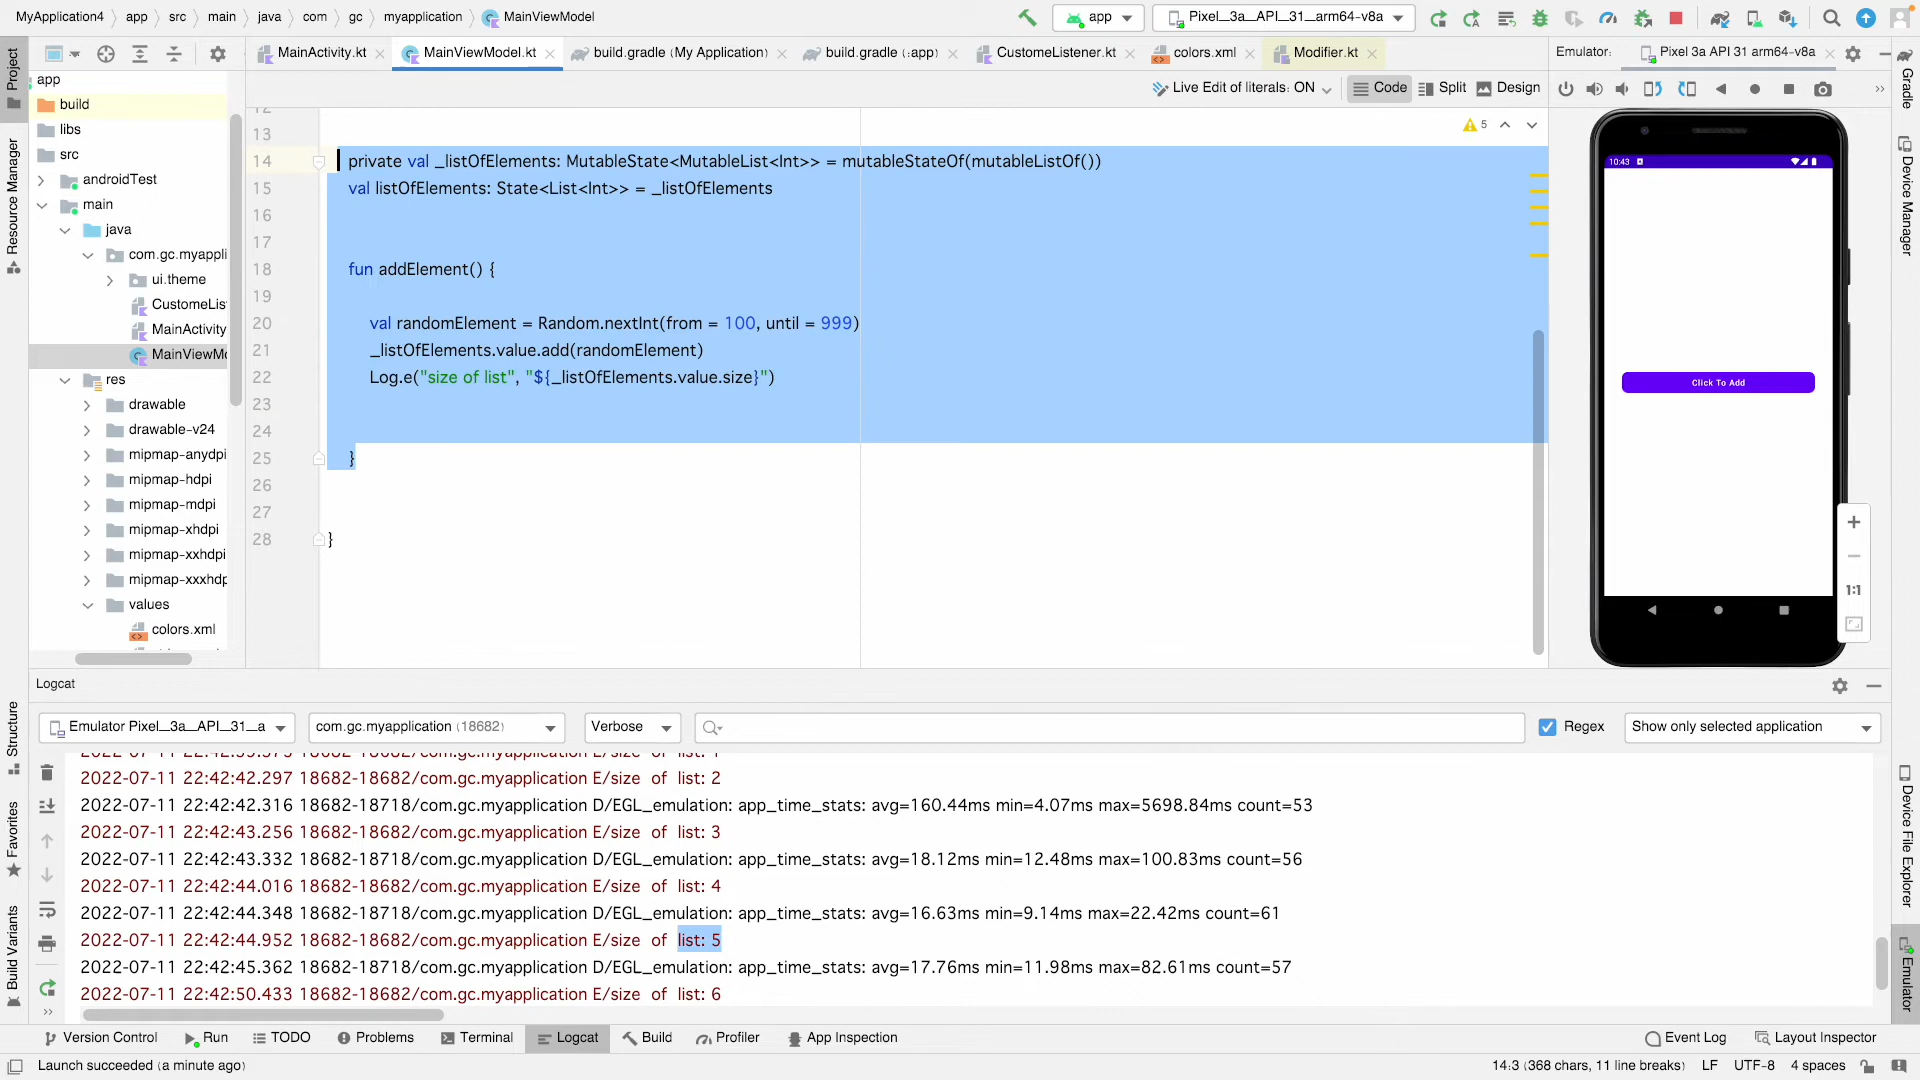 MyApplication4 app src main java com gc myapplication MainViewModel app Pixel_3a_API_31_arm64-v8a
MainActivity.kt MainViewModel.kt build.gradle (My Application) build.gradle (:app) CustomeListener.kt colors.xml Modifier.kt Emulator: Pixel 3a API 31 arm64-v8a
Live Edit of literals: ON Code Split Design
Project
Resource Manager
Structure
Favorites
Build Variants
app
build
libs
src
androidTest
main
java
com.gc.myappli
ui.theme
CustomeLis
MainActivity
MainViewMo
res
drawable
drawable-v24
mipmap-anydpi
mipmap-hdpi
mipmap-mdpi
mipmap-xhdpi
mipmap-xxhdpi
mipmap-xxxhdp
values
colors.xml
12
13
14 private val _listOfElements: MutableState<MutableList<Int>> = mutableStateOf(mutableListOf())
15 val listOfElements: State<List<Int>> = _listOfElements
16
17
18 fun addElement() {
19
20 val randomElement = Random.nextInt(from = 100, until = 999)
21 _listOfElements.value.add(randomElement)
22 Log.e("size of list", "${_listOfElements.value.size}")
23
24
25 }
26
27
28 }
5
10:43
Click To Add
1:1
Gradle
Device Manager
Device File Explorer
Emulator
Logcat
Emulator Pixel_3a_API_31_a com.gc.myapplication (18682) Verbose Regex Show only selected application
2022-07-11 22:42:42.297 18682-18682/com.gc.myapplication E/size of list: 2
2022-07-11 22:42:42.316 18682-18718/com.gc.myapplication D/EGL_emulation: app_time_stats: avg=160.44ms min=4.07ms max=5698.84ms count=53
2022-07-11 22:42:43.256 18682-18682/com.gc.myapplication E/size of list: 3
2022-07-11 22:42:43.332 18682-18718/com.gc.myapplication D/EGL_emulation: app_time_stats: avg=18.12ms min=12.48ms max=100.83ms count=56
2022-07-11 22:42:44.016 18682-18682/com.gc.myapplication E/size of list: 4
2022-07-11 22:42:44.348 18682-18718/com.gc.myapplication D/EGL_emulation: app_time_stats: avg=16.63ms min=9.14ms max=22.42ms count=61
2022-07-11 22:42:44.952 18682-18682/com.gc.myapplication E/size of list: 5
2022-07-11 22:42:45.362 18682-18718/com.gc.myapplication D/EGL_emulation: app_time_stats: avg=17.76ms min=11.98ms max=82.61ms count=57
2022-07-11 22:42:50.433 18682-18682/com.gc.myapplication E/size of list: 6
Version Control Run TODO Problems Terminal Logcat Build Profiler App Inspection Event Log Layout Inspector
Launch succeeded (a minute ago) 14:3 (368 chars, 11 line breaks) LF UTF-8 4 spaces